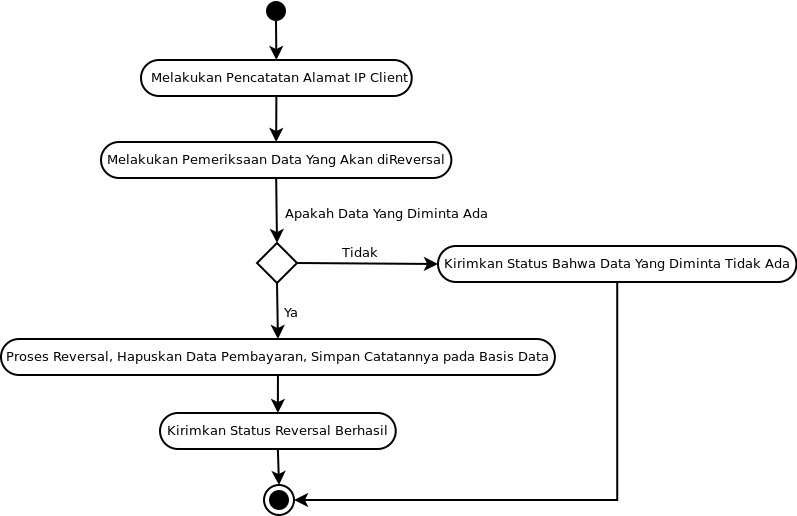 Melakukan Pencatatan Alamat IP Client
Melakukan Pemeriksaan Data Yang Akan diReversal
Apakah Data Yang Diminta Ada
Tidak
Kirimkan Status Bahwa Data Yang Diminta Tidak Ada
Ya
Proses Reversal, Hapuskan Data Pembayaran, Simpan Catatannya pada Basis Data
Kirimkan Status Reversal Berhasil